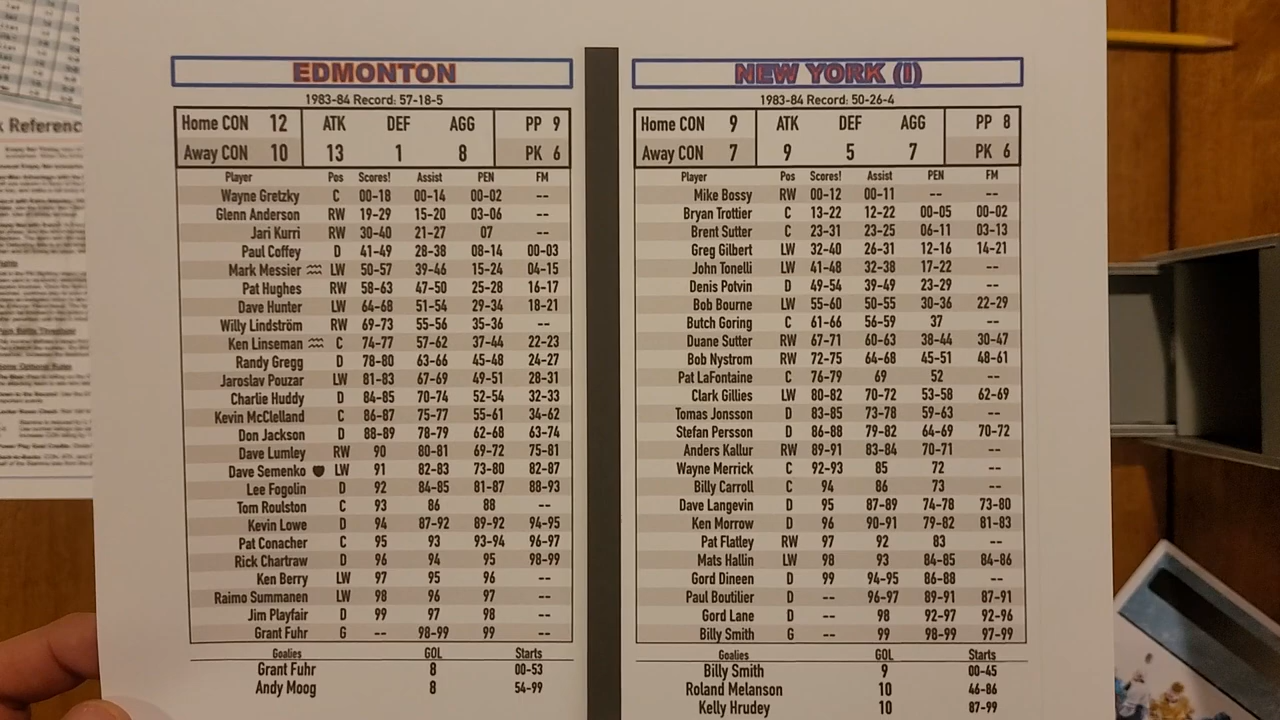 k Referenc
EDMONTON
1983-84 Record: 57-18-5
Home CON 12 ATK DEF AGG PP 9
Away CON 10 13 1 8 PK 6
Player Pos Scores! Assist PEN FM
Wayne Gretzky C 00-18 00-14 00-02 --
Glenn Anderson RW 19-29 15-20 03-06 --
Jari Kurri RW 30-40 21-27 07 --
Paul Coffey D 41-49 28-38 08-14 00-03
Mark Messier LW 50-57 39-46 15-24 04-15
Pat Hughes RW 58-63 47-50 25-28 16-17
Dave Hunter LW 64-68 51-54 29-34 18-21
Willy Lindström RW 69-73 55-56 35-36 --
Ken Linseman C 74-77 57-62 37-44 22-23
Randy Gregg D 78-80 63-66 45-48 24-27
Jaroslav Pouzar LW 81-83 67-69 49-51 28-31
Charlie Huddy D 84-85 70-74 52-54 32-33
Kevin McClelland C 86-87 75-77 55-61 34-62
Don Jackson D 88-89 78-79 62-68 63-74
Dave Lumley RW 90 80-81 69-72 75-81
Dave Semenko LW 91 82-83 73-80 82-87
Lee Fogolin D 92 84-85 81-87 88-93
Tom Roulston C 93 86 88 --
Kevin Lowe D 94 87-92 89-92 94-95
Pat Conacher C 95 93 93-94 96-97
Rick Chartraw D 96 94 95 98-99
Ken Berry LW 97 95 96 --
Raimo Summanen LW 98 96 97 --
Jim Playfair D 99 97 98 --
Grant Fuhr G -- 98-99 99 --
Goalies GOL Starts
Grant Fuhr 8 00-53
Andy Moog 8 54-99
NEW YORK (I)
1983-84 Record: 50-26-4
Home CON 9 ATK DEF AGG PP 8
Away CON 7 9 5 7 PK 6
Player Pos Scores! Assist PEN FM
Mike Bossy RW 00-12 00-11 -- --
Bryan Trottier C 13-22 12-22 00-05 00-02
Brent Sutter C 23-31 23-25 06-11 03-13
Greg Gilbert LW 32-40 26-31 12-16 14-21
John Tonelli LW 41-48 32-38 17-22 --
Denis Potvin D 49-54 39-49 23-29 --
Bob Bourne LW 55-60 50-55 30-36 22-29
Butch Goring C 61-66 56-59 37 --
Duane Sutter RW 67-71 60-63 38-44 30-47
Bob Nystrom RW 72-75 64-68 45-51 48-61
Pat LaFontaine C 76-79 69 52 --
Clark Gillies LW 80-82 70-72 53-58 62-69
Tomas Jonsson D 83-85 73-78 59-63 --
Stefan Persson D 86-88 79-82 64-69 70-72
Anders Kallur RW 89-91 83-84 70-71 --
Wayne Merrick C 92-93 85 72 --
Billy Carroll C 94 86 73 --
Dave Langevin D 95 87-89 74-78 73-80
Ken Morrow D 96 90-91 79-82 81-83
Pat Flatley RW 97 92 83 --
Mats Hallin LW 98 93 84-85 84-86
Gord Dineen D 99 94-95 86-88 --
Paul Boutilier D -- 96-97 89-91 87-91
Gord Lane D -- 98 92-97 92-96
Billy Smith G -- 99 98-99 97-99
Goalies GOL Starts
Billy Smith 9 00-45
Roland Melanson 10 46-86
Kelly Hrudey 10 87-99